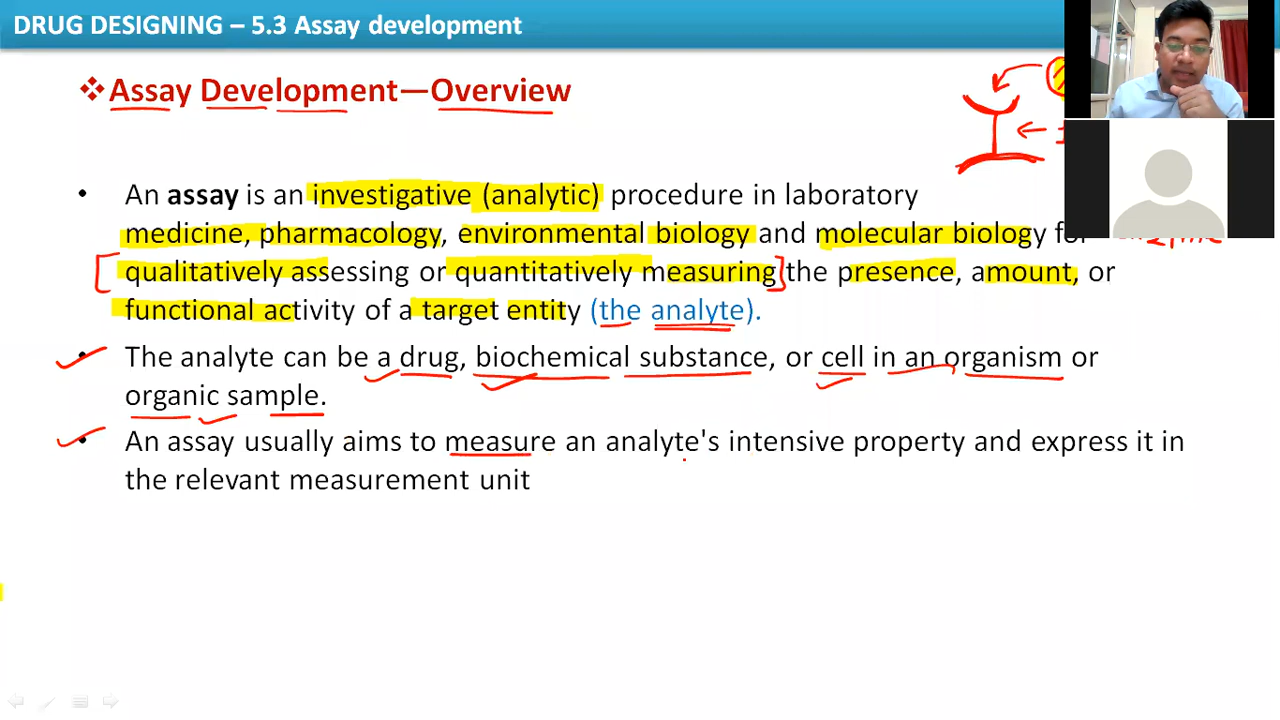 DRUG DESIGNING – 5.3 Assay development
❖Assay Development—Overview
• An assay is an investigative (analytic) procedure in laboratory
medicine, pharmacology, environmental biology and molecular biology for
qualitatively assessing or quantitatively measuring the presence, amount, or
functional activity of a target entity (the analyte).
• The analyte can be a drug, biochemical substance, or cell in an organism or
organic sample.
• An assay usually aims to measure an analyte's intensive property and express it in
the relevant measurement unit